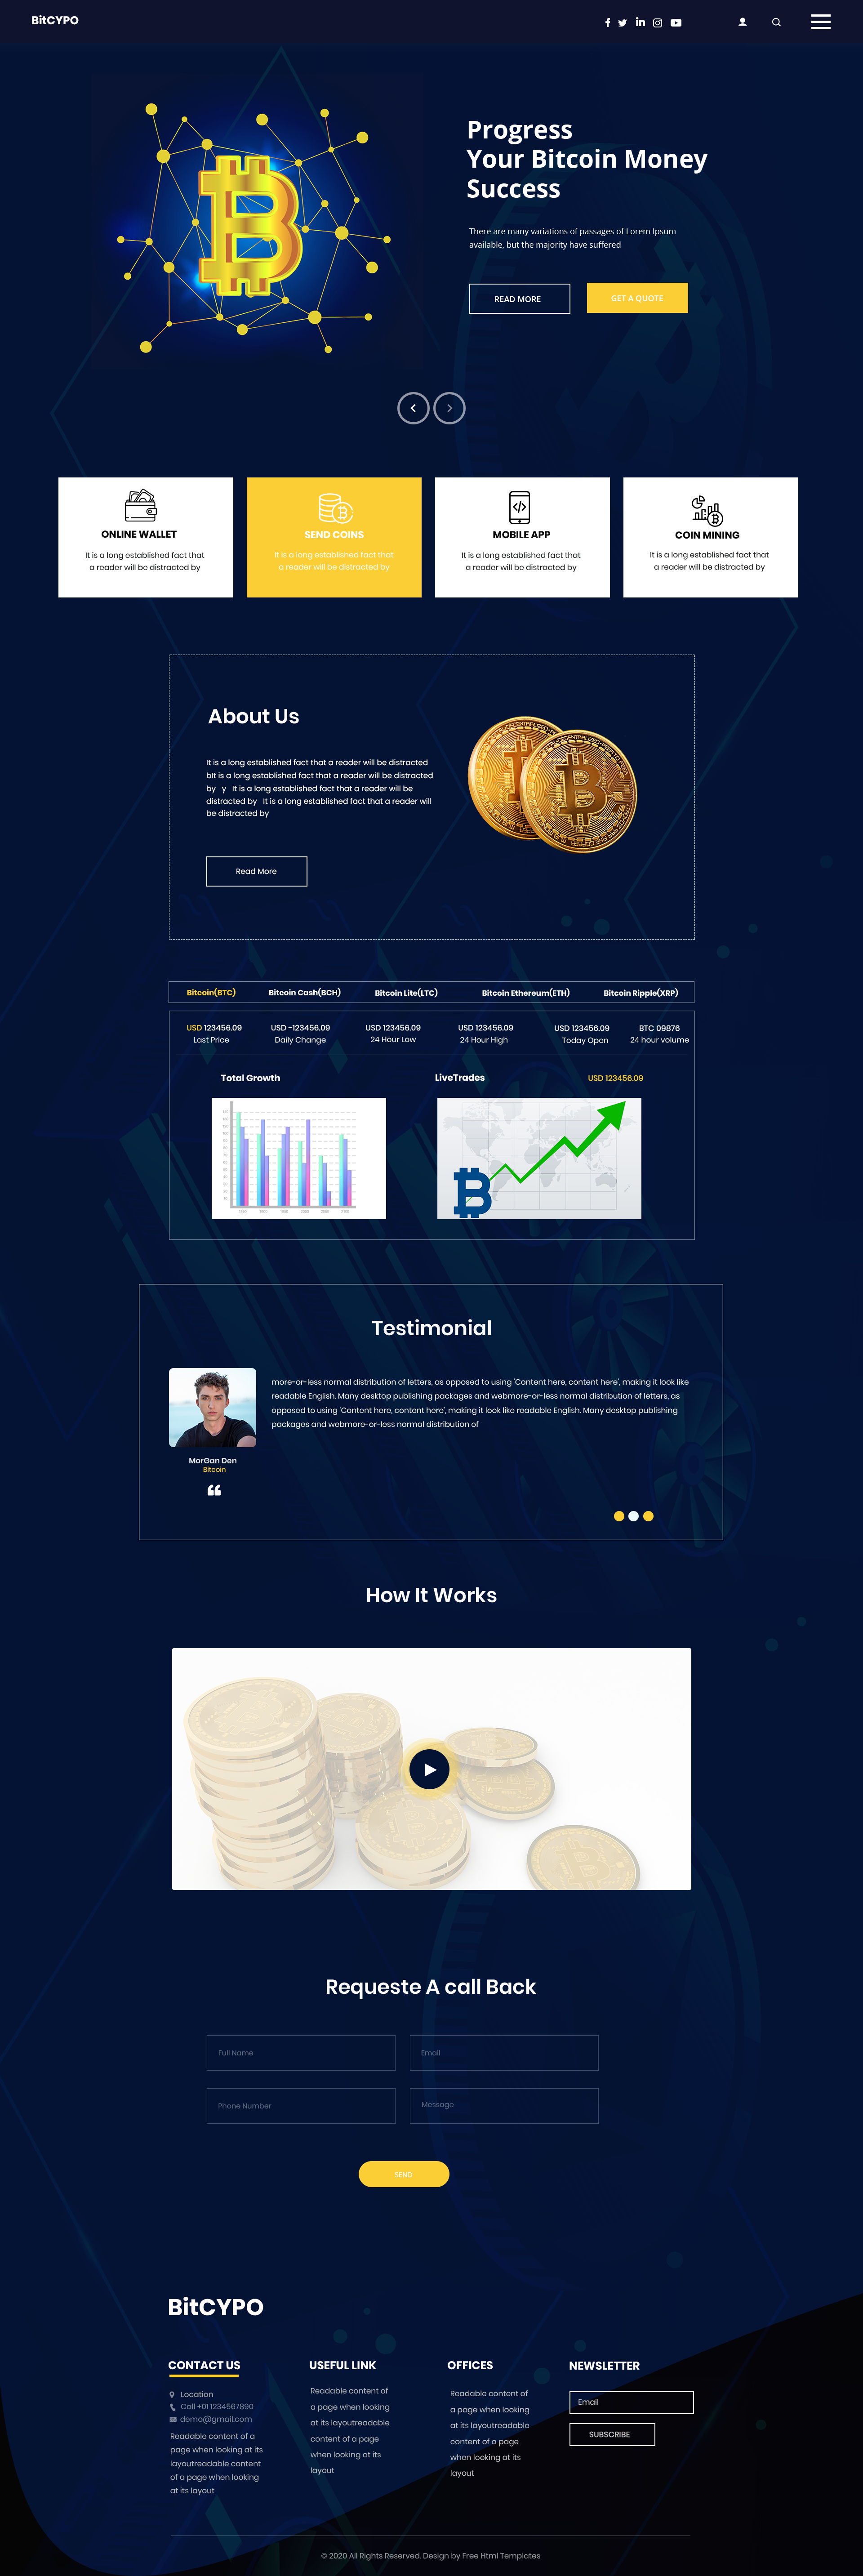 BitCYPO
Progress
Your Bitcoin Money
Success
There are many variations of passages of Lorem Ipsum
available, but the majority have suffered
READ MORE
GET A QUOTE
ONLINE WALLET
It is a long established fact that
a reader will be distracted by
SEND COINS
It is a long established fact that
a reader will be distracted by
MOBILE APP
It is a long established fact that
a reader will be distracted by
COIN MINING
It is a long established fact that
a reader will be distracted by
About Us
It is a long established fact that a reader will be distracted
bIt is a long established fact that a reader will be distracted
by y It is a long established fact that a reader will be
distracted by It is a long established fact that a reader will
be distracted by
Read More
Bitcoin(BTC)
Bitcoin Cash(BCH)
Bitcoin Lite(LTC)
Bitcoin Ethereum(ETH)
Bitcoin Ripple(XRP)
USD 123456.09
Last Price
USD -123456.09
Daily Change
USD 123456.09
24 Hour Low
USD 123456.09
24 Hour High
USD 123456.09
Today Open
BTC 09876
24 hour volume
Total Growth
LiveTrades
USD 123456.09
Testimonial
more-or-less normal distribution of letters, as opposed to using 'Content here, content here', making it look like
readable English. Many desktop publishing packages and webmore-or-less normal distribution of letters, as
opposed to using 'Content here, content here', making it look like readable English. Many desktop publishing
packages and webmore-or-less normal distribution of
MorGan Den
Bitcoin
How It Works
Requeste A call Back
Full Name
Email
Phone Number
Message
SEND
BitCYPO
CONTACT US
Location
Call +01 1234567890
demo@gmail.com
Readable content of a
page when looking at its
layoutreadable content
of a page when looking
at its layout
USEFUL LINK
Readable content of
a page when looking
at its layoutreadable
content of a page
when looking at its
layout
OFFICES
Readable content of
a page when looking
at its layoutreadable
content of a page
when looking at its
layout
NEWSLETTER
Email
SUBSCRIBE
© 2020 All Rights Reserved. Design by Free Html Templates